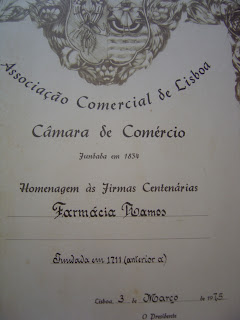 Associação Comercial de Lisboa
Câmara de Comércio
Fundada em 1834
Homenagem às Firmas Centenárias
Farmácia Ramos
Fundada em 1711 (anterior a)
Lisboa, 3 de Março de 1975
O Presidente